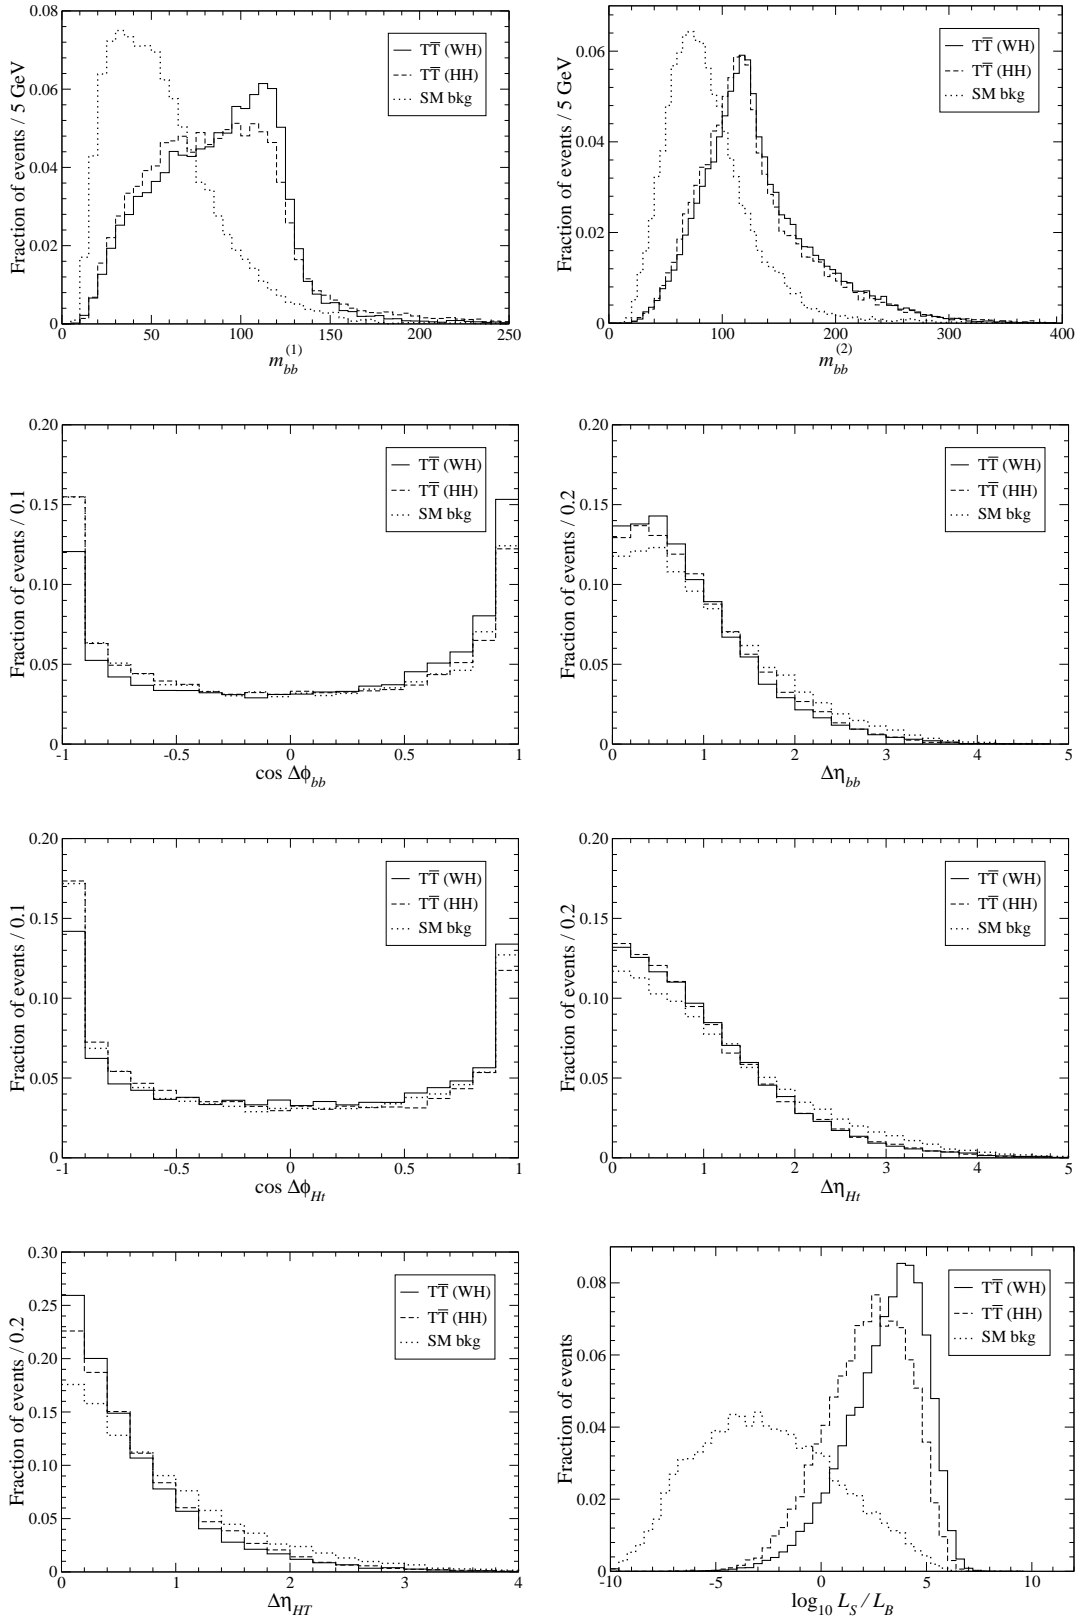 0.08
0.06
0.04
0.02
0
Fraction of events / 5 GeV
TT̅ (WH)
TT̅ (HH)
SM bkg
0 50 100 150 200 250
m_bb^(1)
0.06
0.04
0.02
0
Fraction of events / 5 GeV
TT̅ (WH)
TT̅ (HH)
SM bkg
0 100 200 300 400
m_bb^(2)
0.20
0.15
0.10
0.05
0
Fraction of events / 0.1
TT̅ (WH)
TT̅ (HH)
SM bkg
-1 -0.5 0 0.5 1
cos Δϕ_bb
0.20
0.15
0.10
0.05
0
Fraction of events / 0.2
TT̅ (WH)
TT̅ (HH)
SM bkg
0 1 2 3 4 5
Δη_bb
0.20
0.15
0.10
0.05
0
Fraction of events / 0.1
TT̅ (WH)
TT̅ (HH)
SM bkg
-1 -0.5 0 0.5 1
cos Δϕ_Ht
0.20
0.15
0.10
0.05
0
Fraction of events / 0.2
TT̅ (WH)
TT̅ (HH)
SM bkg
0 1 2 3 4 5
Δη_Ht
0.30
0.25
0.20
0.15
0.10
0.05
0
Fraction of events / 0.2
TT̅ (WH)
TT̅ (HH)
SM bkg
0 1 2 3 4
Δη_HT
0.08
0.06
0.04
0.02
0
Fraction of events
TT̅ (WH)
TT̅ (HH)
SM bkg
-10 -5 0 5 10
log₁₀ L_S / L_B